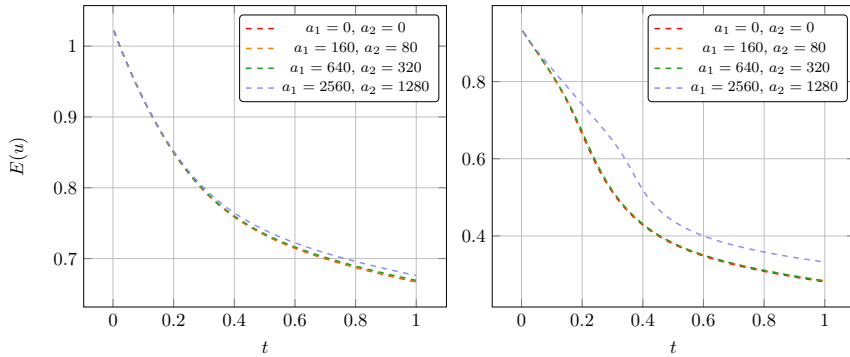 a₁ = 0, a₂ = 0
a₁ = 160, a₂ = 80
a₁ = 640, a₂ = 320
a₁ = 2560, a₂ = 1280
1
0.9
0.8
0.7
E(u)
0 0.2 0.4 0.6 0.8 1
t
a₁ = 0, a₂ = 0
a₁ = 160, a₂ = 80
a₁ = 640, a₂ = 320
a₁ = 2560, a₂ = 1280
0.8
0.6
0.4
0 0.2 0.4 0.6 0.8 1
t